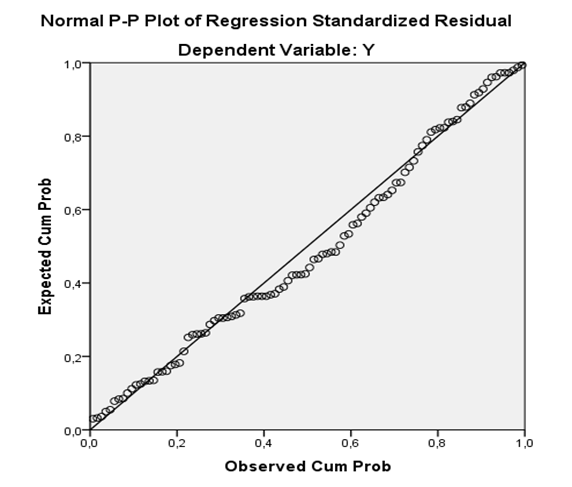 Normal P-P Plot of Regression Standardized Residual
Dependent Variable: Y
1,0
0,8
0,6
0,4
0,2
0,0
Expected Cum Prob
0,0 0,2 0,4 0,6 0,8 1,0
Observed Cum Prob